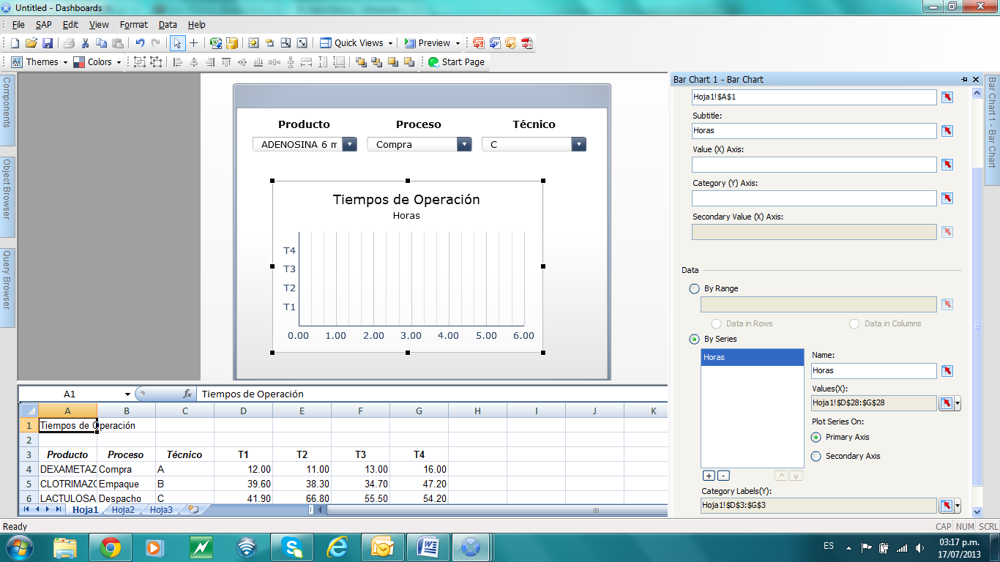 Untitled - Dashboards
File SAP Edit View Format Data Help
Quick Views Preview
Themes Colors Start Page
Components
Object Browser
Query Browser
Producto Proceso Técnico
ADENOSINA 6 m Compra C
Tiempos de Operación
Horas
T4
T3
T2
T1
0.00 1.00 2.00 3.00 4.00 5.00 6.00
Bar Chart 1 - Bar Chart
Bar Chart 1 - Bar Chart
Hoja1!$A$1
Subtitle:
Horas
Value (X) Axis:
Category (Y) Axis:
Secondary Value (X) Axis:
Data
By Range
Data in Rows Data in Columns
By Series
Horas
Name:
Horas
Values(X):
Hoja1!$D$28:$G$28
Plot Series On:
Primary Axis
Secondary Axis
+ - ^ v
Category Labels(Y):
Hoja1!$D$3:$G$3
A1 fx Tiempos de Operación
A B C D E F G H I J K
1 Tiempos de Operación
2
3 Producto Proceso Técnico T1 T2 T3 T4
4 DEXAMETAZ Compra A 12.00 11.00 13.00 16.00
5 CLOTRIMAZO Empaque B 39.60 38.30 34.70 47.20
6 LACTULOSA Despacho C 41.90 66.80 55.50 54.20
Hoja1 Hoja2 Hoja3
Ready CAP NUM SCRL
ES 03:17 p.m.
17/07/2013